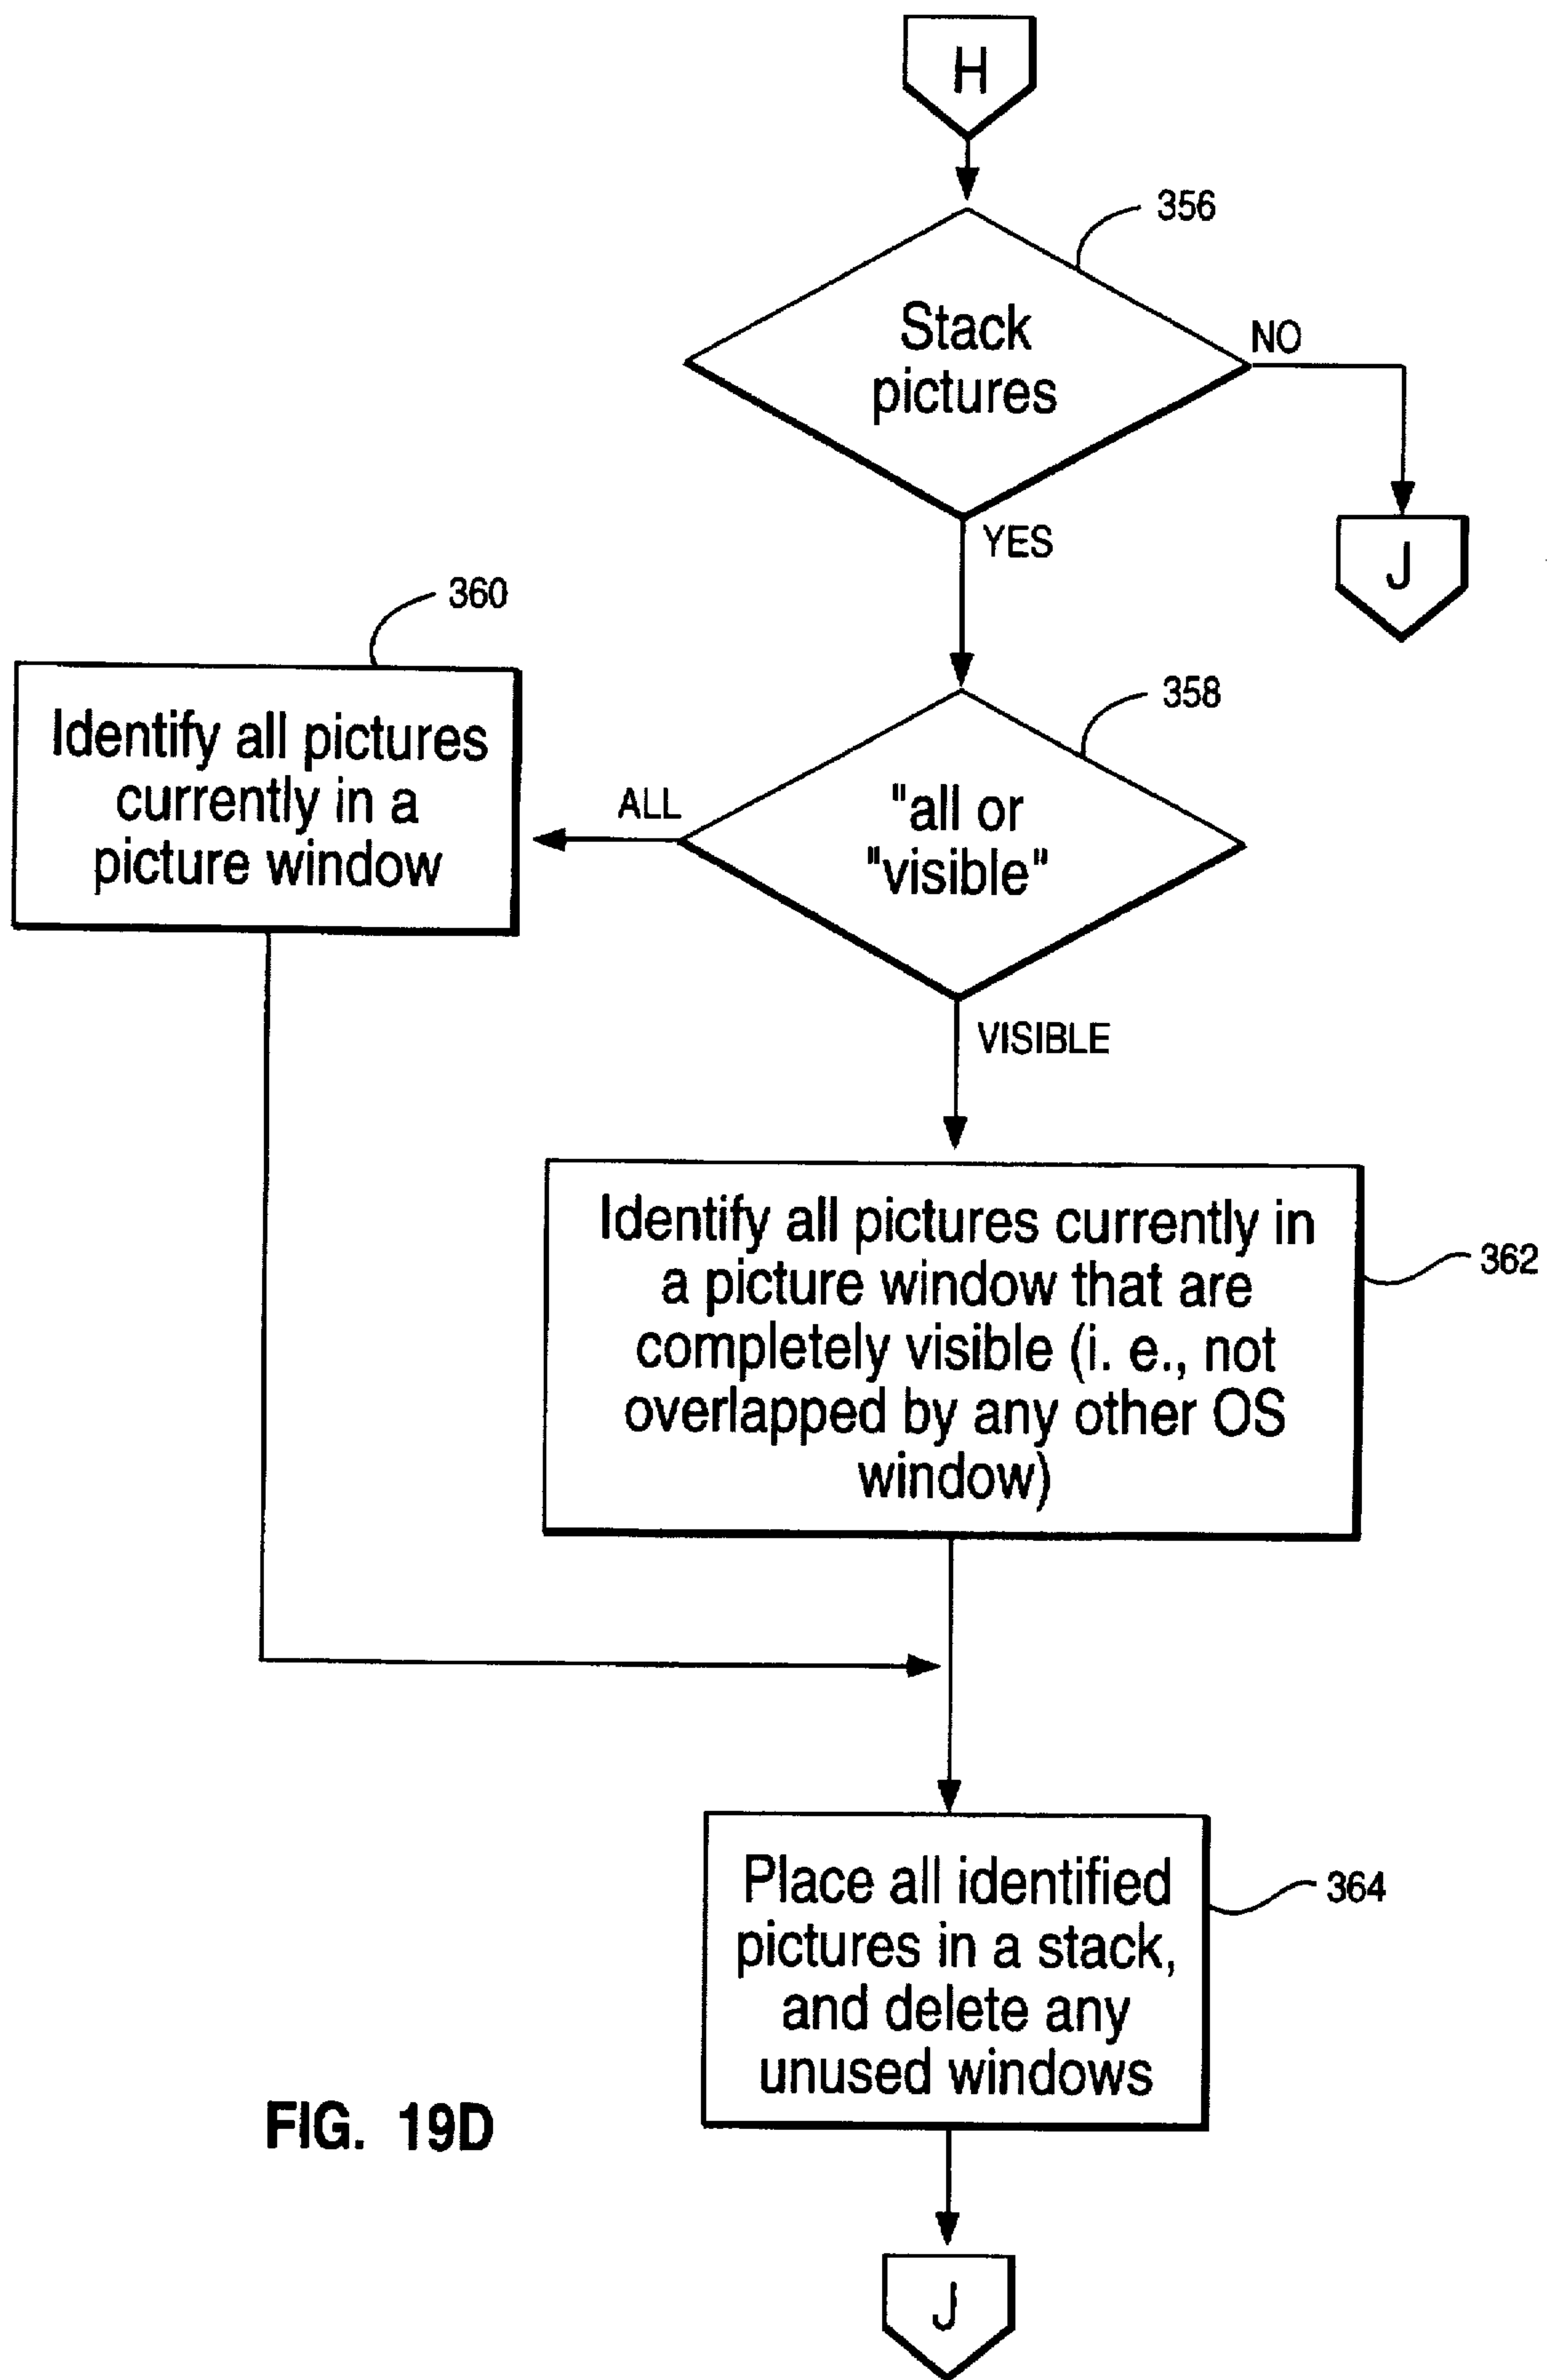 H
356
Stack
pictures
NO
J
YES
360
Identify all pictures
currently in a
picture window
358
"all or
"visible"
ALL
VISIBLE
Identify all pictures currently in
a picture window that are
completely visible (i. e., not
overlapped by any other OS
window)
362
Place all identified
pictures in a stack,
and delete any
unused windows
364
FIG. 19D
J